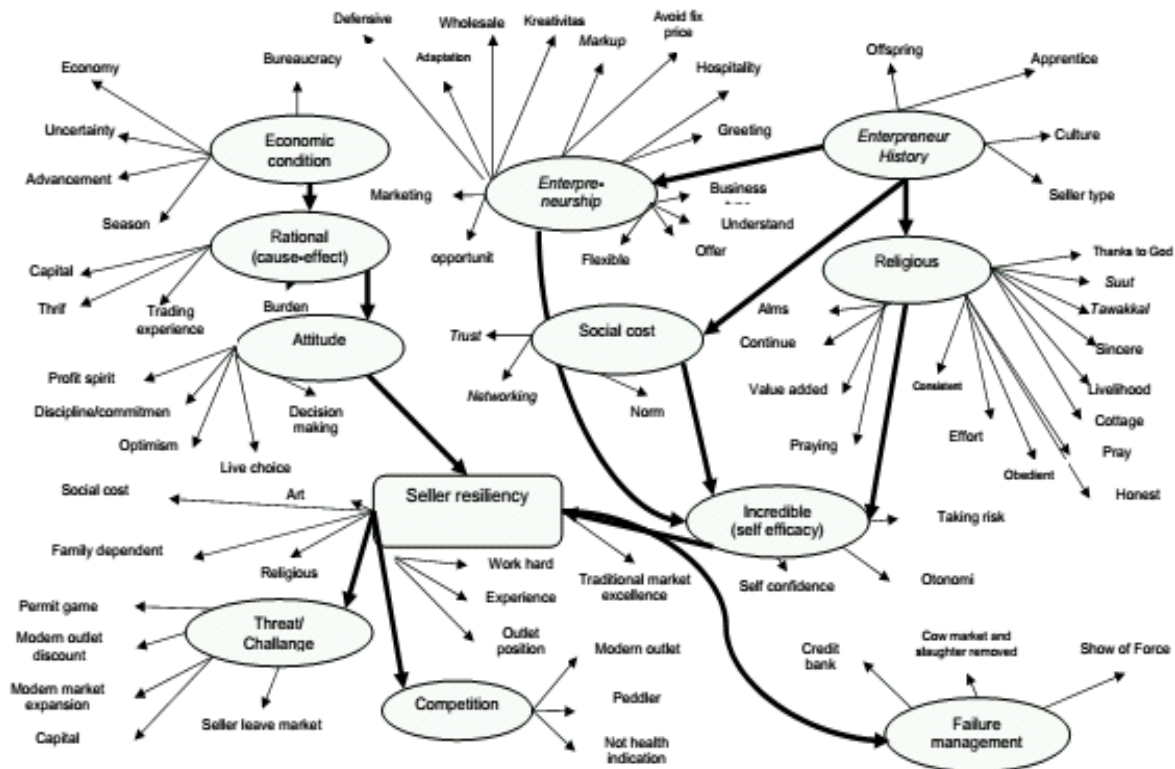 Defensive
Wholesale
Kreativitas
Markup
Avoid fix
price
Adaptation
Economy
Bureaucracy
Hospitality
Offspring
Apprentice
Uncertainty
Economic
condition
Greeting
Enterpreneur
History
Culture
Advancement
Marketing
Enterpre-
neurship
Business
Understand
Seller type
Season
Rational
(cause-effect)
opportunit
Flexible
Offer
Religious
Thanks to God
Capital
Suut
Thrif
Trading
experience
Burden
Alms
Tawakkal
Attitude
Trust
Social cost
Continue
Sincere
Profit spirit
Networking
Norm
Value added
Consistent
Livelihood
Discipline/commitmen
Decision
making
Cottage
Optimism
Praying
Effort
Pray
Live choice
Obedient
Social cost
Art
Seller resiliency
Honest
Incredible
(self efficacy)
Taking risk
Family dependent
Religious
Work hard
Traditional market
excellence
Self confidence
Otonomi
Permit game
Threat/
Challange
Experience
Modern outlet
discount
Outlet
position
Modern outlet
Credit
bank
Cow market and
slaughter removed
Show of Force
Modern market
expansion
Competition
Peddler
Capital
Seller leave market
Not health
indication
Failure
management